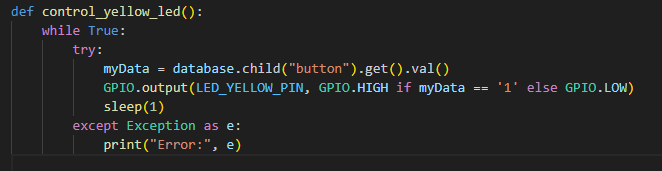 def control_yellow_led():
    while True:
        try:
            myData = database.child("button").get().val()
            GPIO.output(LED_YELLOW_PIN, GPIO.HIGH if myData == '1' else GPIO.LOW)
            sleep(1)
        except Exception as e:
            print("Error:", e)